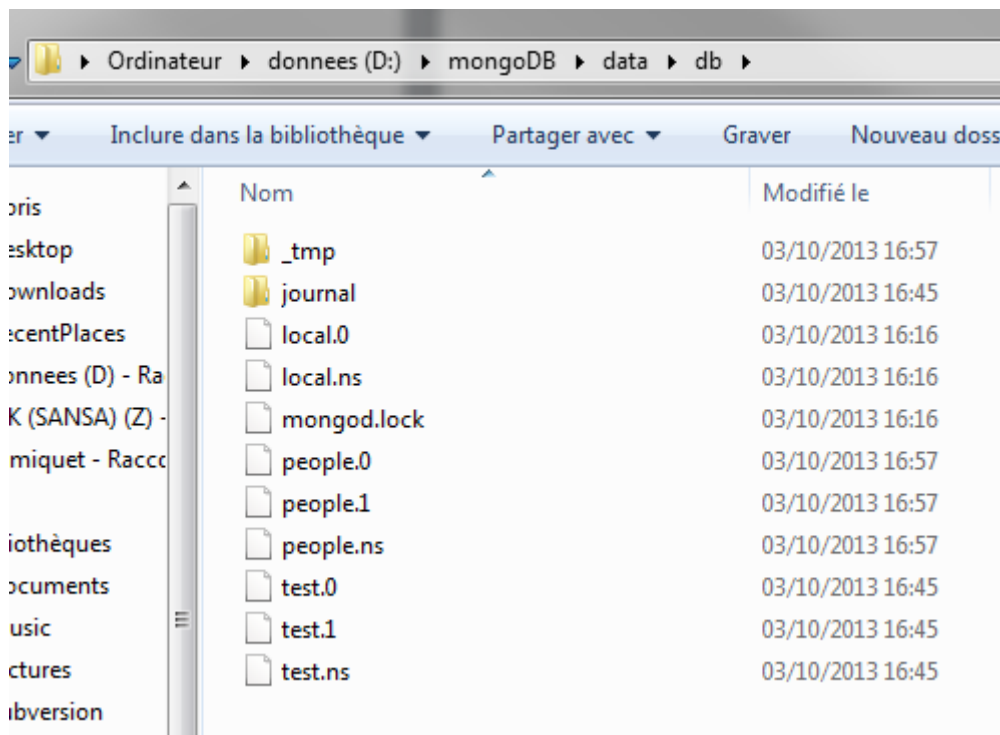 Ordinateur ▸ donnees (D:) ▸ mongoDB ▸ data ▸ db ▸
er Inclure dans la bibliothèque Partager avec Graver Nouveau doss
Nom Modifié le
oris
esktop _tmp 03/10/2013 16:57
ownloads journal 03/10/2013 16:45
ecentPlaces local.0 03/10/2013 16:16
onnees (D) - Ra local.ns 03/10/2013 16:16
K (SANSA) (Z) - mongod.lock 03/10/2013 16:16
miquet - Raccc people.0 03/10/2013 16:57
people.1 03/10/2013 16:57
iothèques people.ns 03/10/2013 16:57
ocuments test.0 03/10/2013 16:45
usic test.1 03/10/2013 16:45
ctures test.ns 03/10/2013 16:45
ubversion